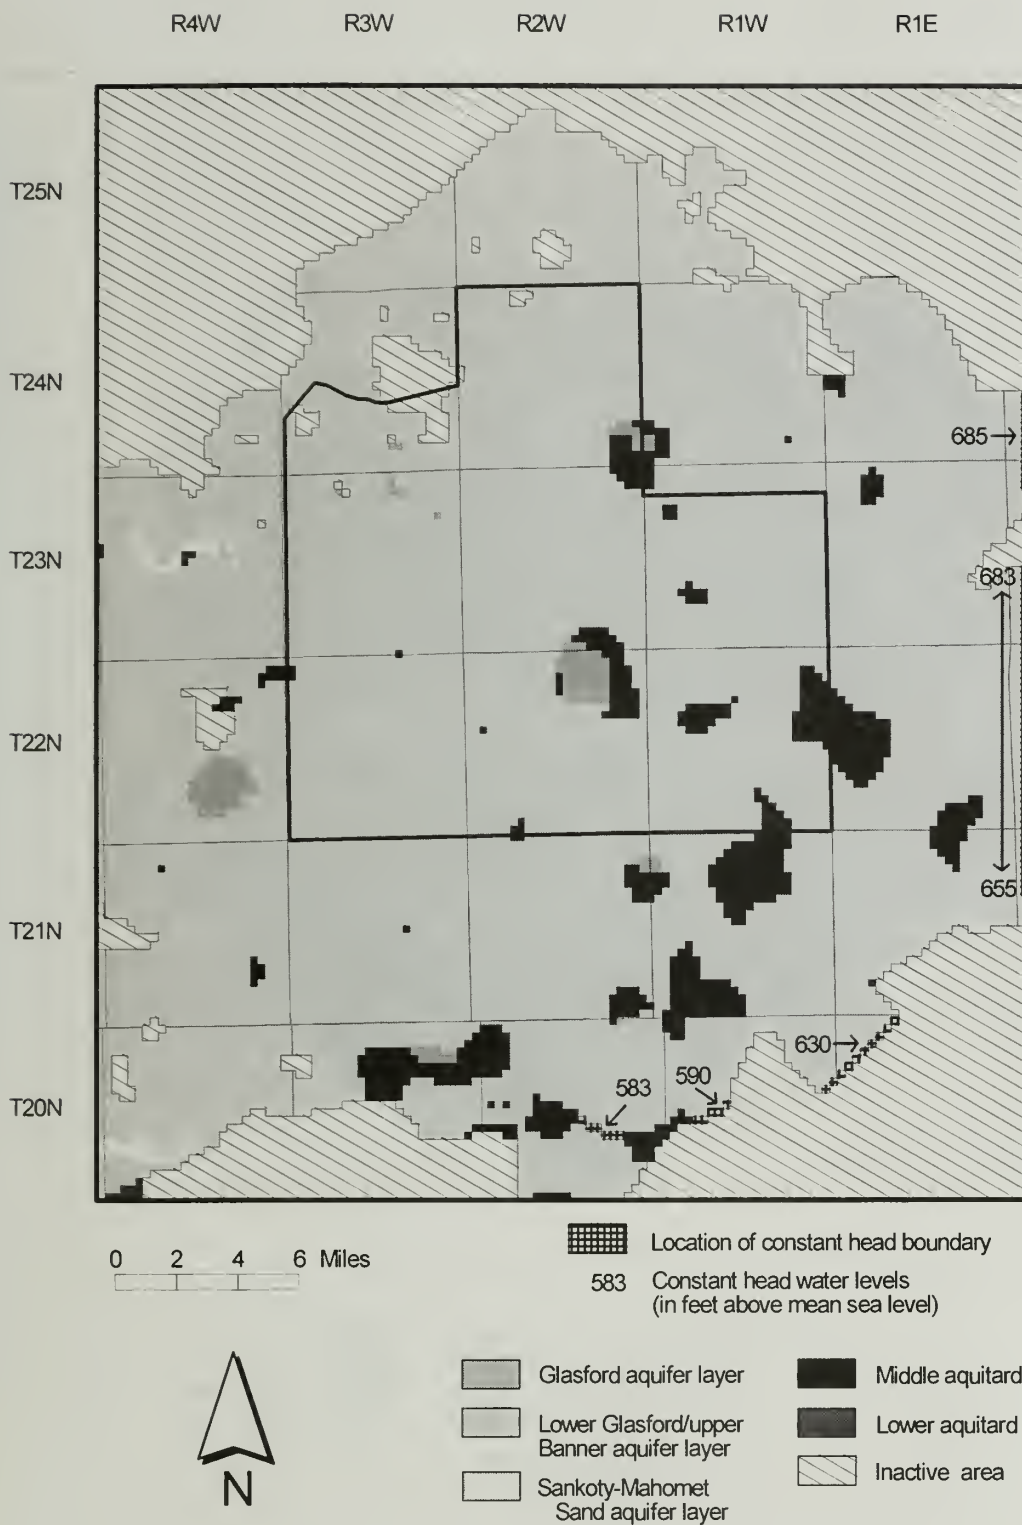 R4W R3W R2W R1W R1E
T25N
T24N
685
T23N
683
T22N
655
T21N
630
590
583
T20N
0 2 4 6 Miles
Location of constant head boundary
583 Constant head water levels
(in feet above mean sea level)
Glasford aquifer layer
Middle aquitard
Lower Glasford/upper
Banner aquifer layer
Lower aquitard
Sankoty-Mahomet
Sand aquifer layer
Inactive area
N